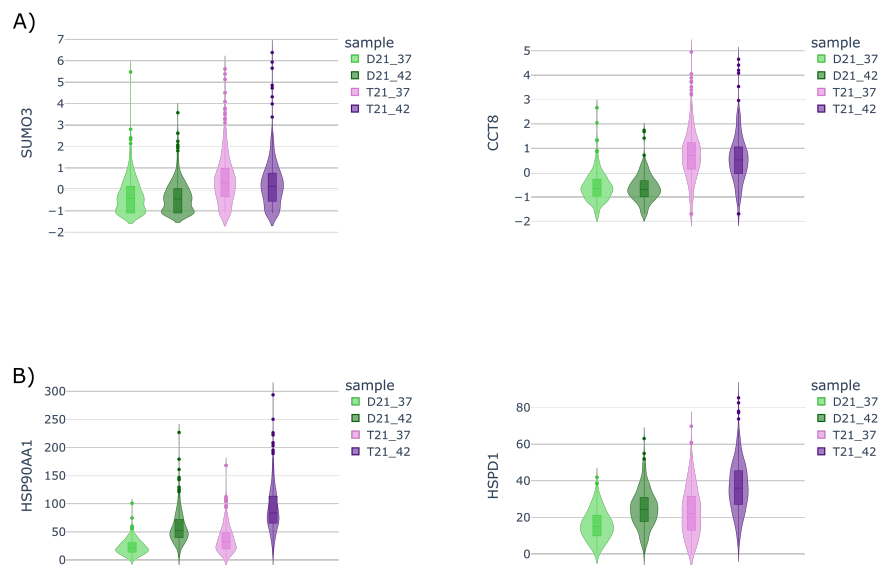 A)
SUMO3
7
6
5
4
3
2
1
0
−1
−2
sample
D21_37
D21_42
T21_37
T21_42
CCT8
5
4
3
2
1
0
−1
−2
sample
D21_37
D21_42
T21_37
T21_42
B)
HSP90AA1
300
250
200
150
100
50
0
sample
D21_37
D21_42
T21_37
T21_42
HSPD1
80
60
40
20
0
sample
D21_37
D21_42
T21_37
T21_42